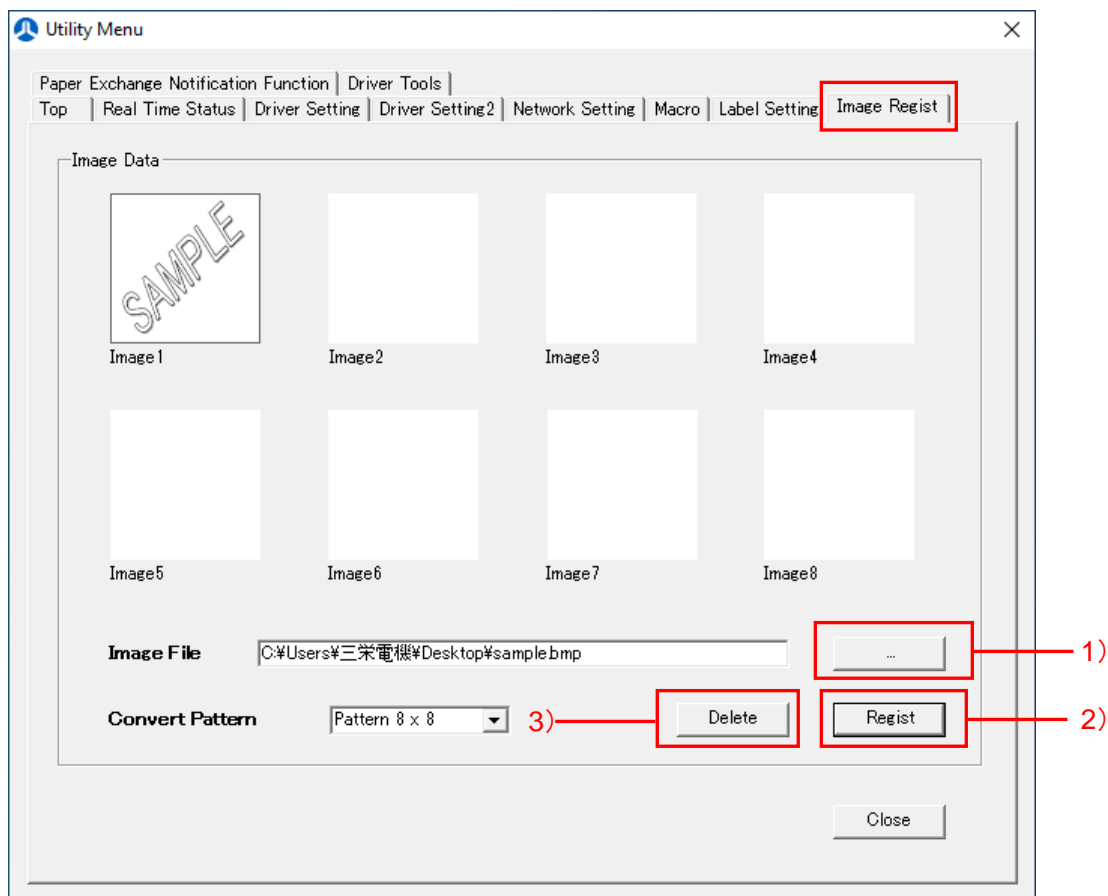 Utility Menu
Paper Exchange Notification Function Driver Tools
Top Real Time Status Driver Setting Driver Setting2 Network Setting Macro Label Setting Image Regist
Image Data
SAMPLE
Image1 Image2 Image3 Image4
Image5 Image6 Image7 Image8
Image File C:¥Users¥三栄電機¥Desktop¥sample.bmp ... 1)
Convert Pattern Pattern 8 x 8 3) Delete Regist 2)
Close